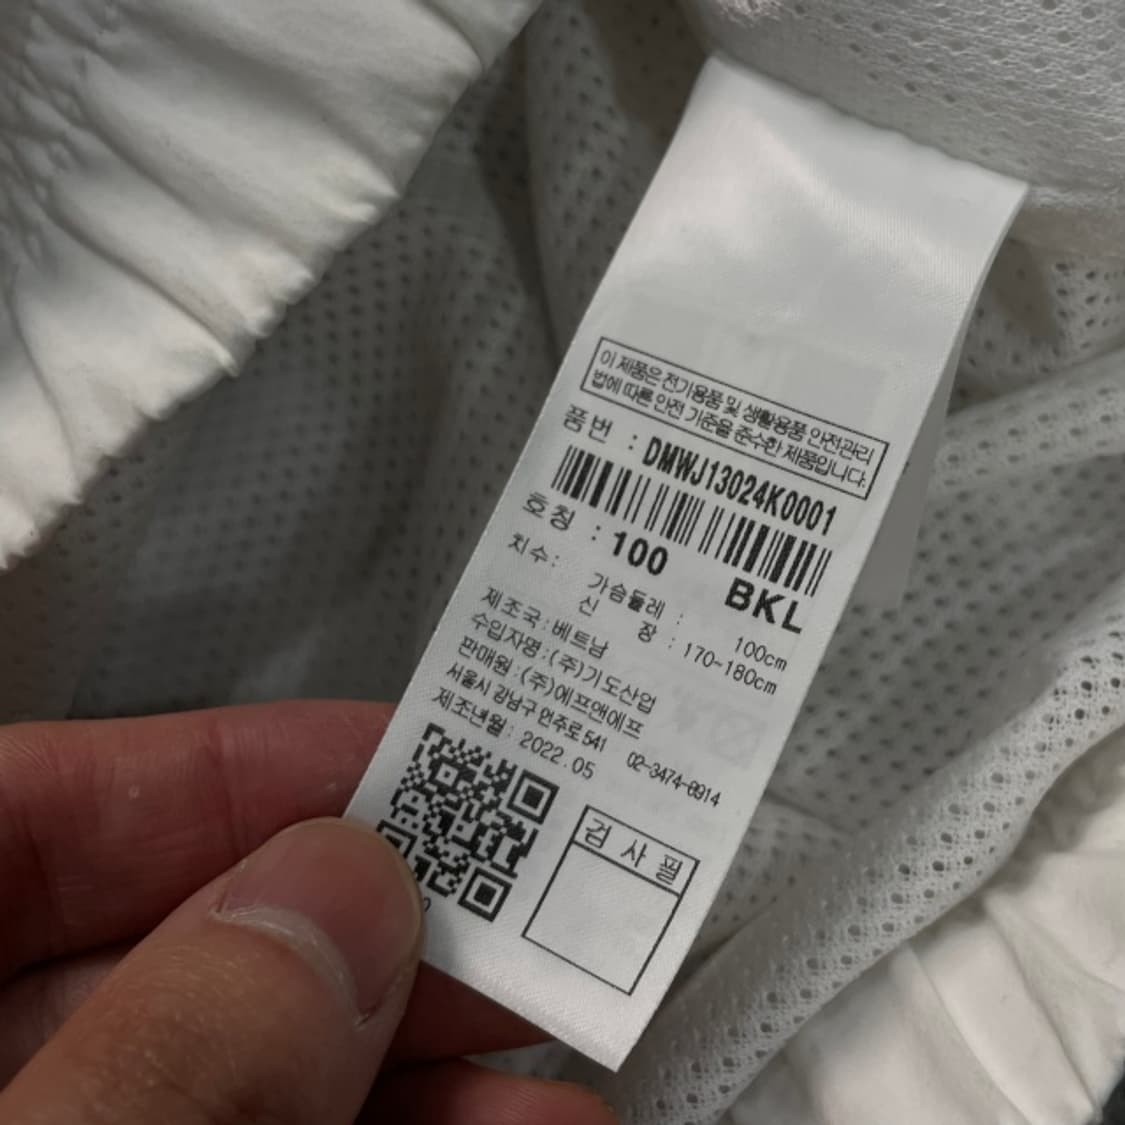 이 제품은 전기용품 및 생활용품 안전관리
법에 따른 안전 기준을 준수한 제품입니다.
품번 : DMWJ13024K0001
호칭 : 100 BKL
치수 : 가슴둘레 : 100cm
신장 : 170-180cm
제조국 : 베트남
수입자명 : (주)기도산업
판매원 : (주)에프앤에프
서울시 강남구 언주로 541 02-3474-0914
제조년월 : 2022.05
검사필